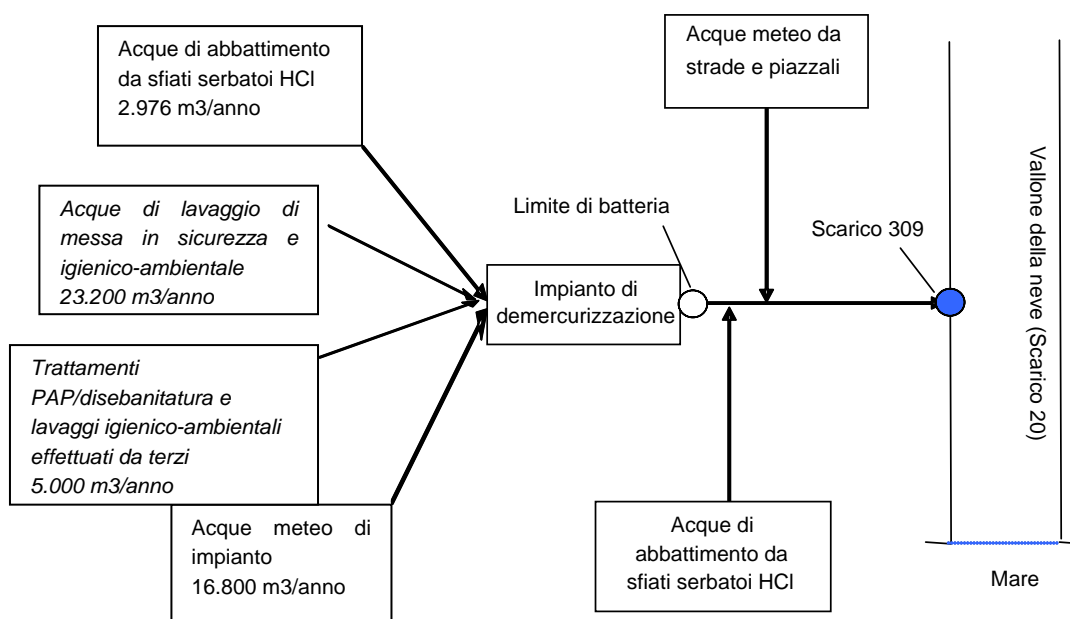 Acque di abbattimento
da sfiati serbatoi HCl
2.976 m3/anno
Acque meteo da
strade e piazzali
Acque di lavaggio di
messa in sicurezza e
igienico-ambientale
23.200 m3/anno
Limite di batteria
Scarico 309
Vallone della neve (Scarico 20)
Impianto di
demercurizzazione
Trattamenti
PAP/disebanitatura e
lavaggi igienico-ambientali
effettuati da terzi
5.000 m3/anno
Acque meteo di
impianto
16.800 m3/anno
Acque di
abbattimento da
sfiati serbatoi HCl
Mare